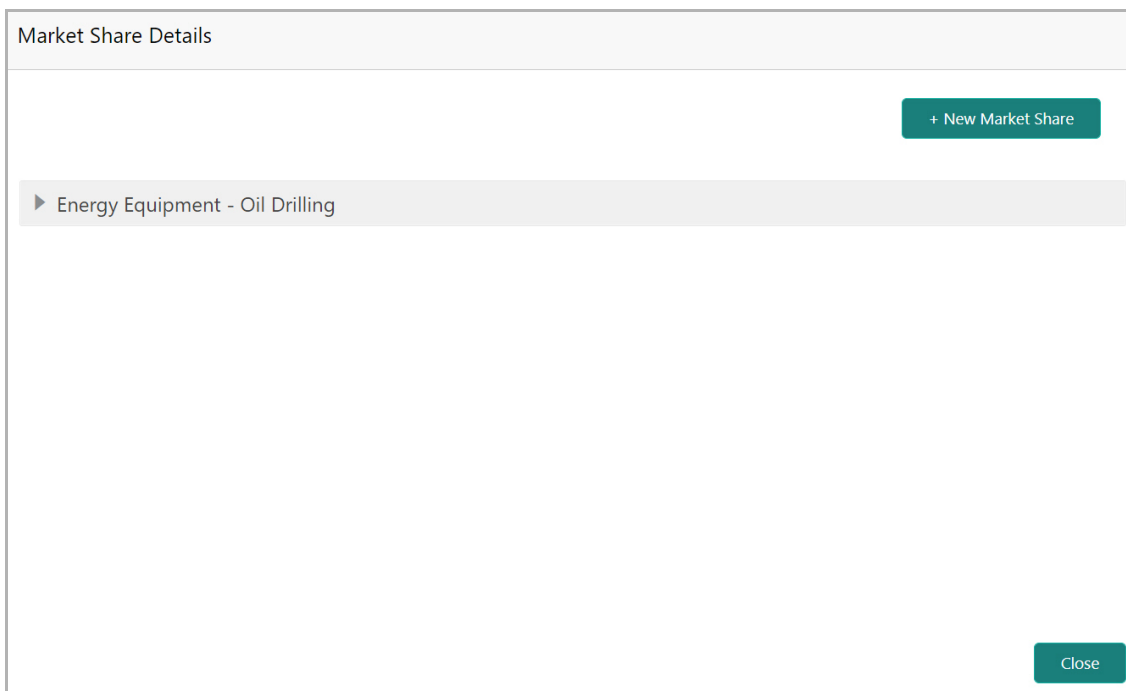 Market Share Details
+ New Market Share
Energy Equipment - Oil Drilling
Close